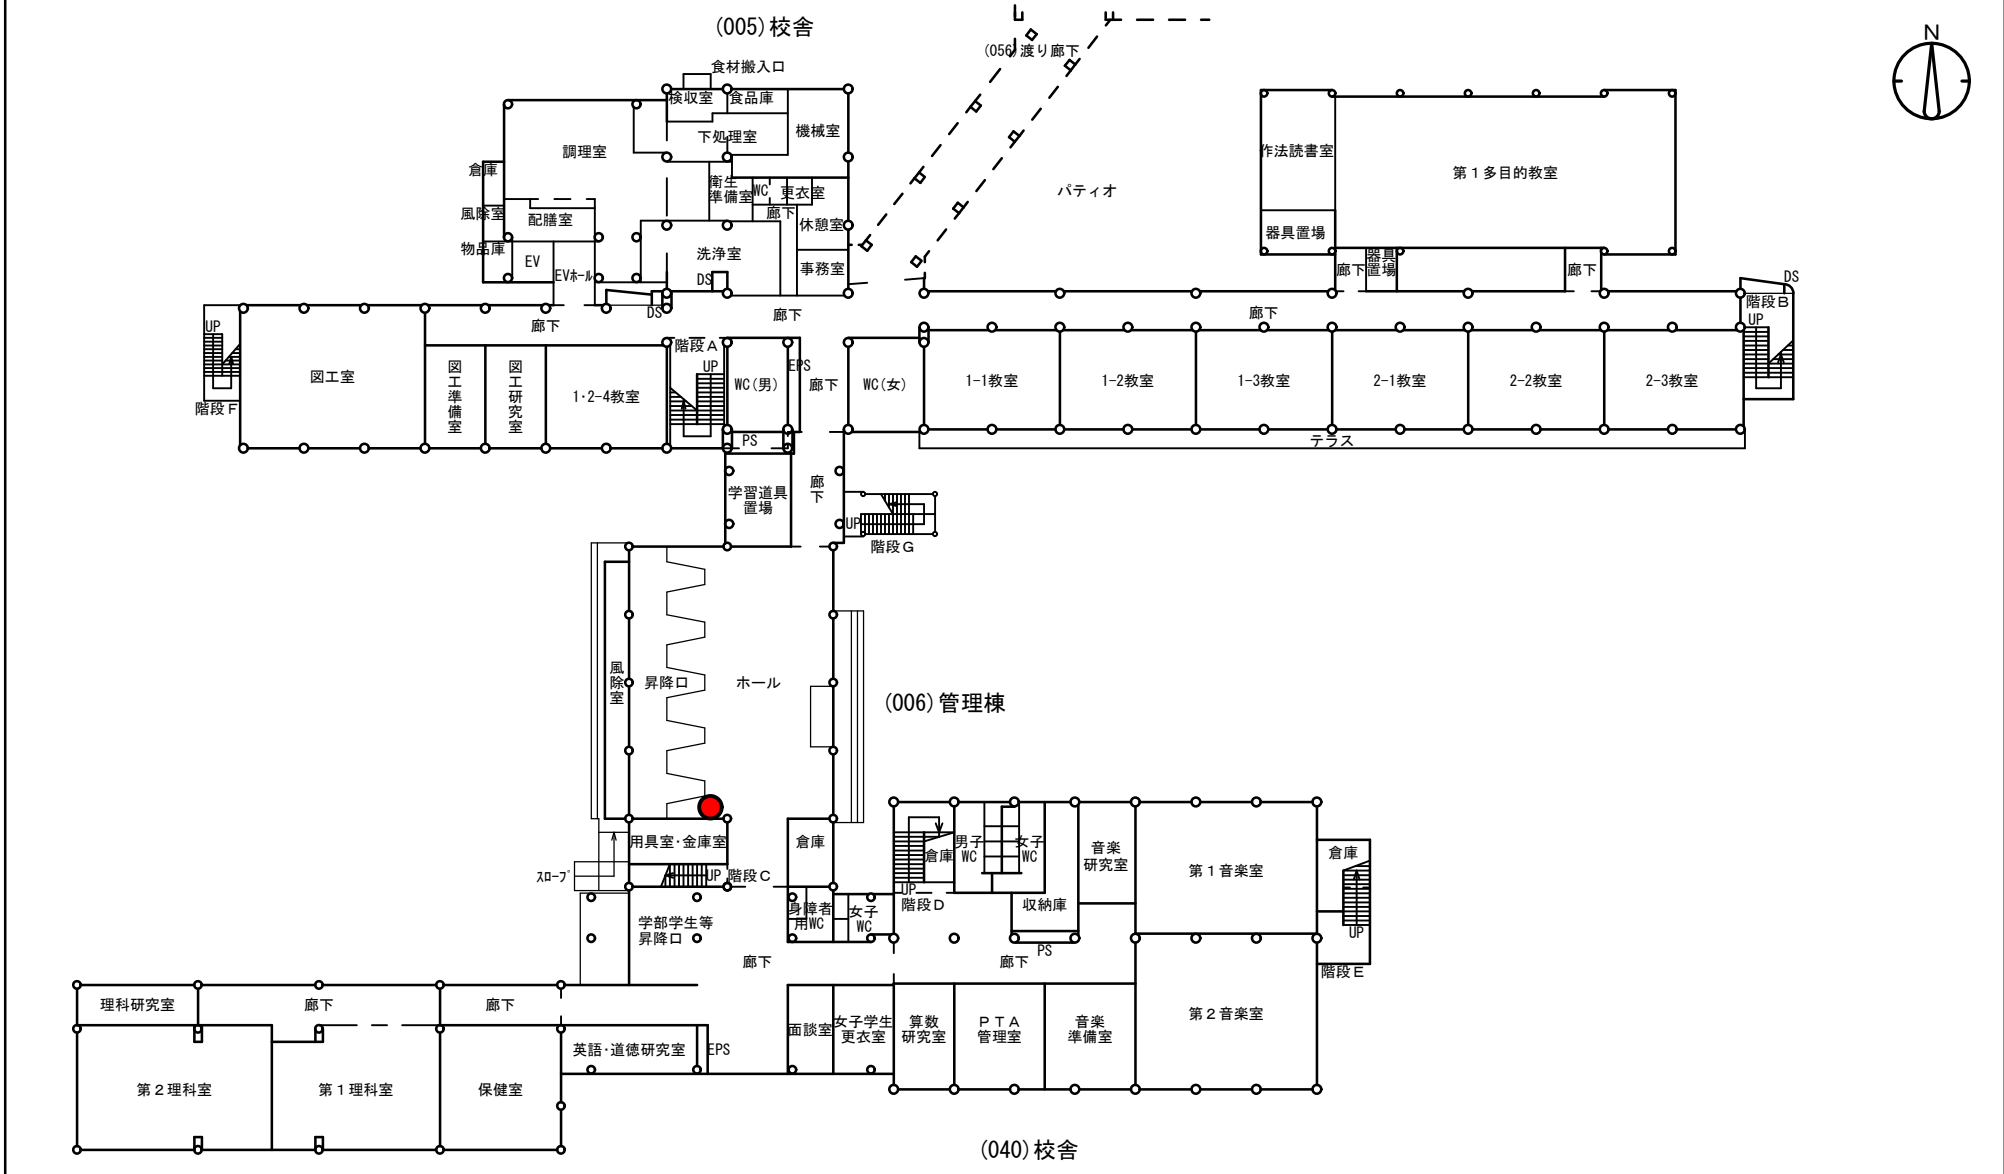 (005)校舎
N
(056)渡り廊下
食材搬入口
検収室
食品庫
下処理室
機械室
調理室
倉庫
衛生
準備室
WC
更衣室
廊下
風除室
配膳室
休憩室
物品庫
EV
EVホール
洗浄室
事務室
DS
DS
パティオ
作法読書室
第１多目的教室
器具置場
廊下
器具
置場
廊下
DS
階段Ｂ
UP
UP
廊下
廊下
廊下
階段Ａ
UP
WC(男)
EPS
廊下
WC(女)
図工室
図工準備室
図工研究室
1・2-4教室
階段Ｆ
PS
1-1教室
1-2教室
1-3教室
2-1教室
2-2教室
2-3教室
テラス
学習道具
置場
廊下
UP
階段Ｇ
風除室
昇降口
ホール
(006)管理棟
用具室・金庫室
倉庫
スロープ
UP
階段Ｃ
学部学生等
昇降口
身障者
用WC
女子
WC
UP
階段Ｄ
倉庫
男子
WC
女子
WC
音楽
研究室
第１音楽室
倉庫
UP
階段Ｅ
収納庫
PS
廊下
廊下
理科研究室
廊下
廊下
第２理科室
第１理科室
保健室
英語・道徳研究室
EPS
面談室
女子学生
更衣室
算数
研究室
ＰＴＡ
管理室
音楽
準備室
第２音楽室
(040)校舎